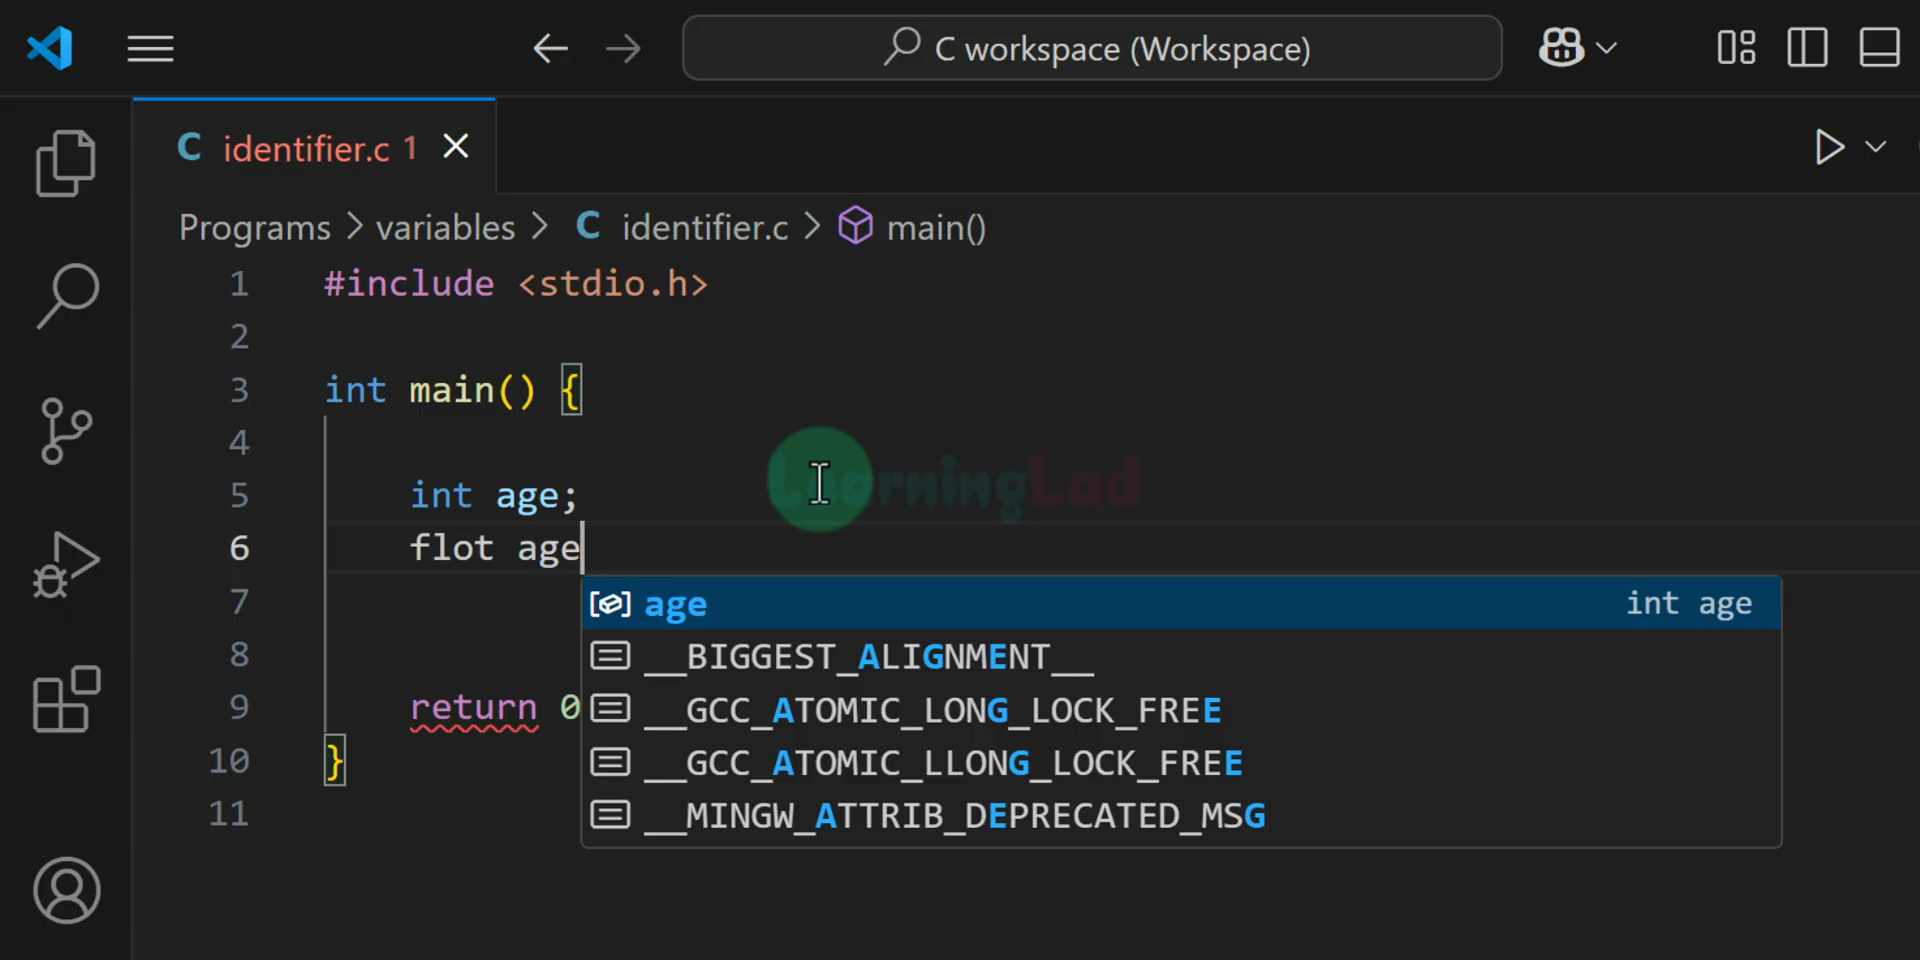 C workspace (Workspace)
C identifier.c 1
Programs > variables > C identifier.c > main()
1 #include <stdio.h>
2
3 int main() {
4
5 int age;
LearningLad
6 flot age
age int age
7
__BIGGEST_ALIGNMENT__
8
__GCC_ATOMIC_LONG_LOCK_FREE
9 return 0
__GCC_ATOMIC_LLONG_LOCK_FREE
10 }
__MINGW_ATTRIB_DEPRECATED_MSG
11